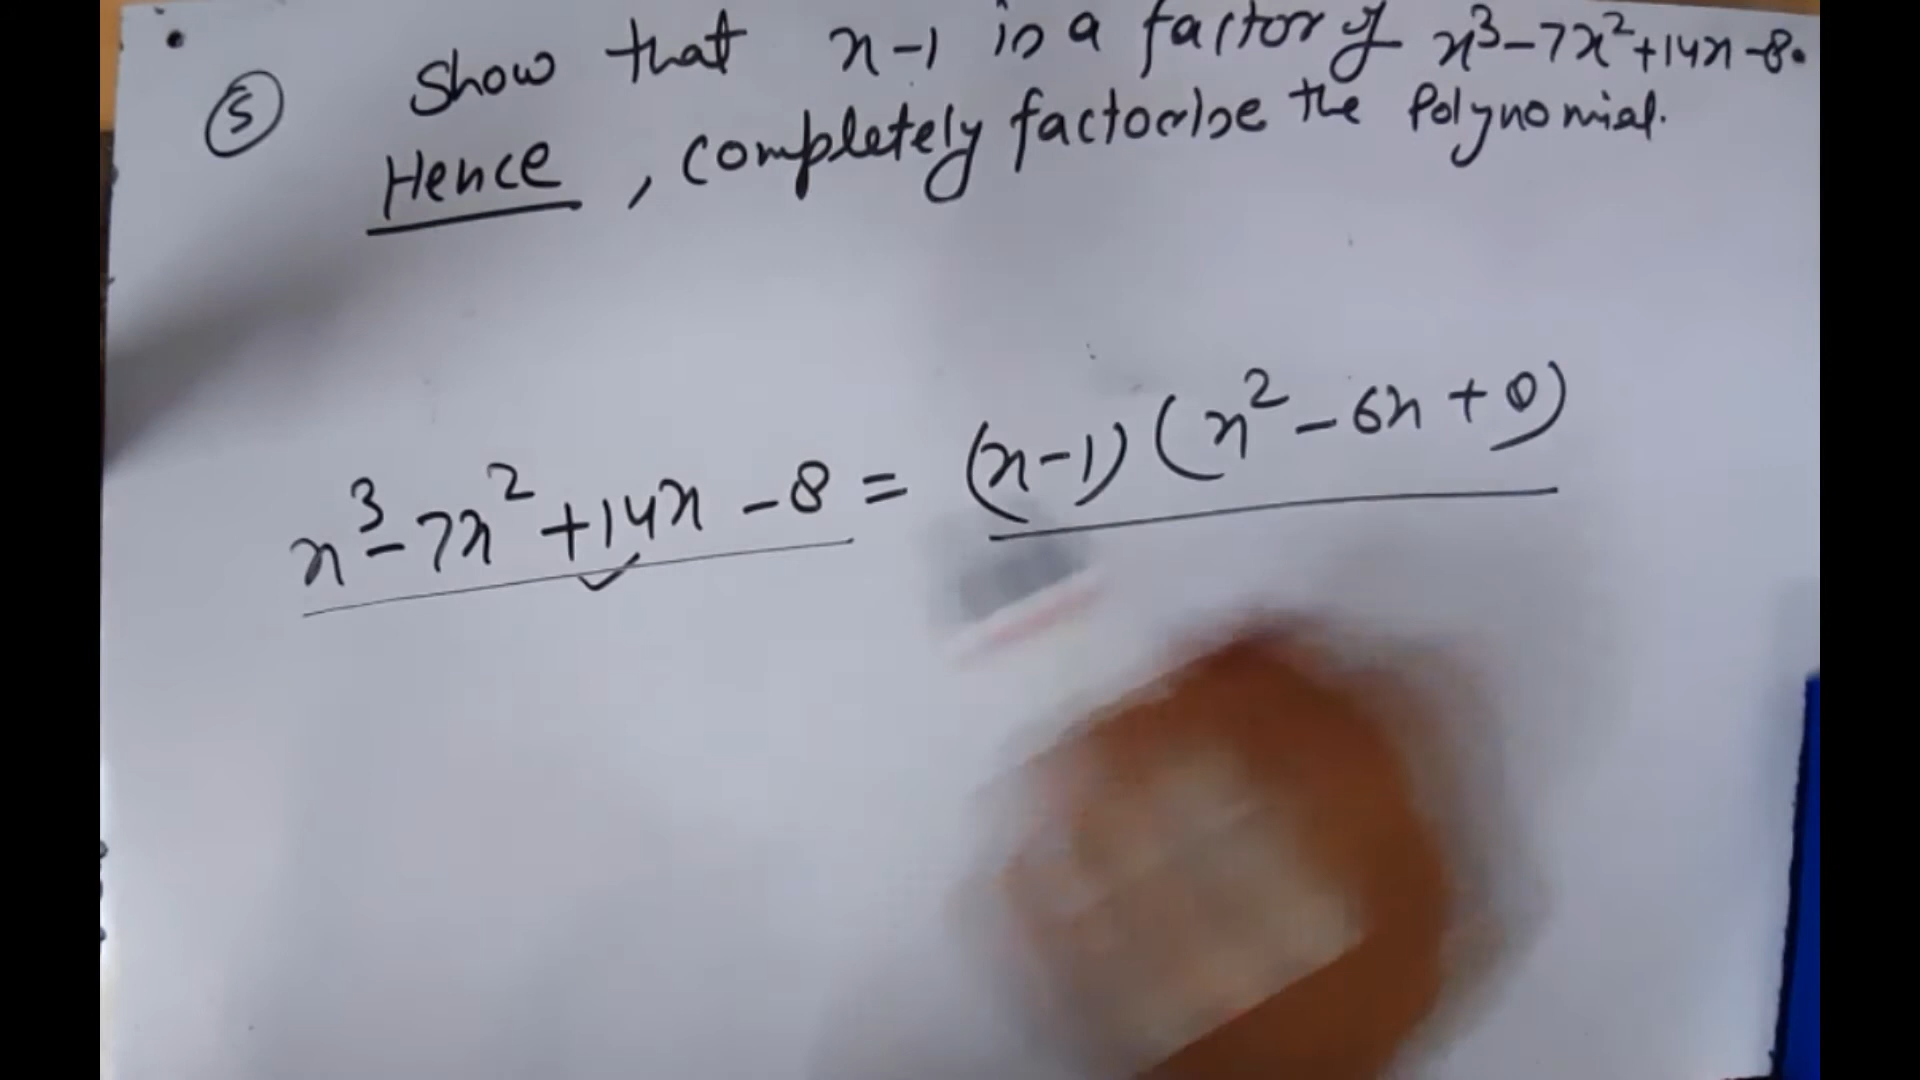 ⑤ Show that x-1 is a factor of x³-7x²+14x-8.
Hence, completely factorise the Polynomial.
x³-7x²+14x-8 = (x-1)(x²-6x+8)